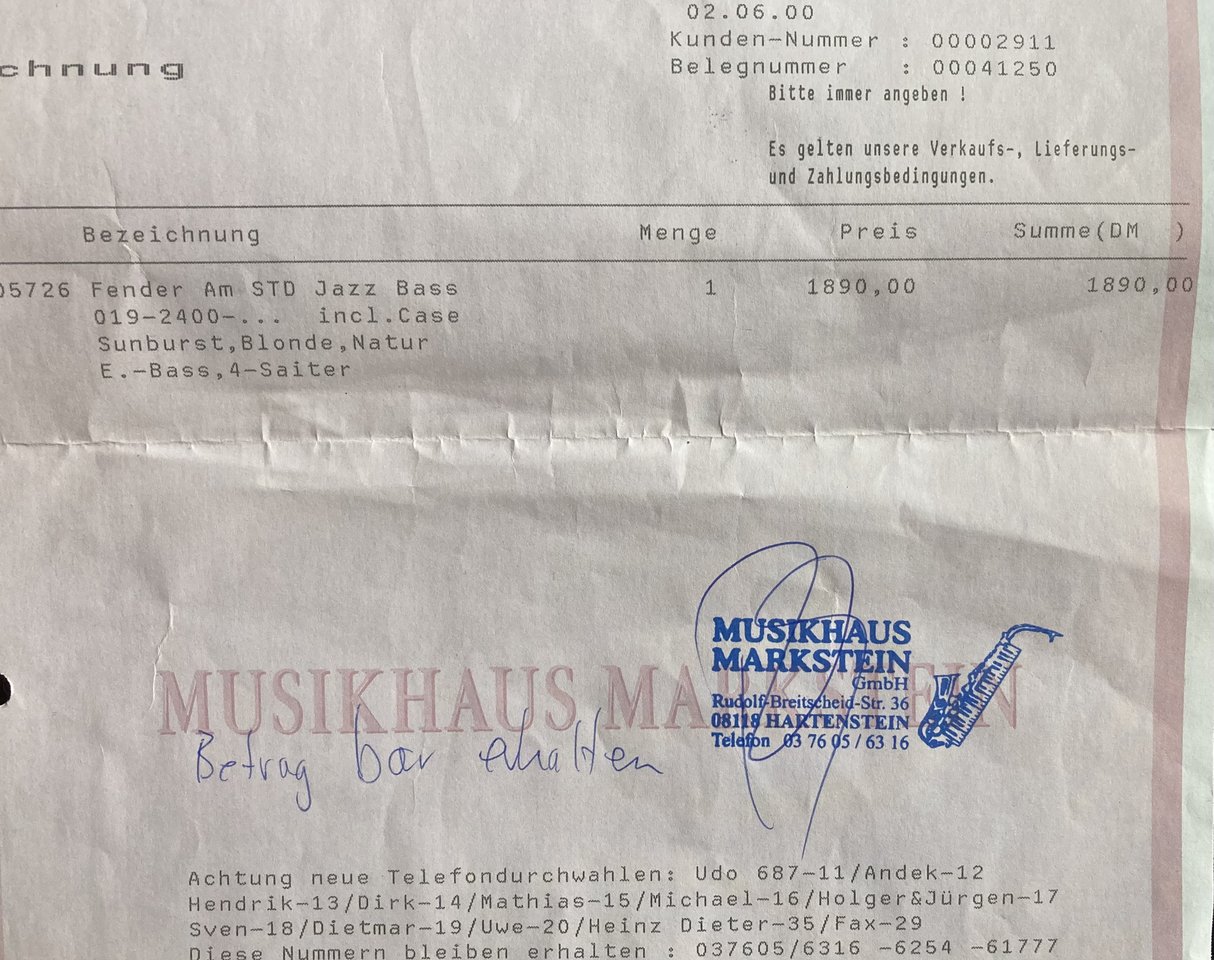 02.06.00
Kunden-Nummer : 00002911
chnung
Belegnummer : 00041250
Bitte immer angeben !
Es gelten unsere Verkaufs-, Lieferungs-
und Zahlungsbedingungen.
Bezeichnung Menge Preis Summe(DM )
05726 Fender Am STD Jazz Bass 1 1890,00 1890,00
019-2400-... incl.Case
Sunburst,Blonde,Natur
E.-Bass,4-Saiter
MUSIKHAUS MARKSTEIN
MUSIKHAUS
MARKSTEIN
GmbH
Rudolf-Breitscheid-Str. 36
08118 HARTENSTEIN
Telefon 03 76 05 / 63 16
Betrag bar erhalten
Achtung neue Telefondurchwahlen: Udo 687-11/Andek-12
Hendrik-13/Dirk-14/Mathias-15/Michael-16/Holger&Jürgen-17
Sven-18/Dietmar-19/Uwe-20/Heinz Dieter-35/Fax-29
Diese Nummern bleiben erhalten : 037605/6316 -6254 -61777